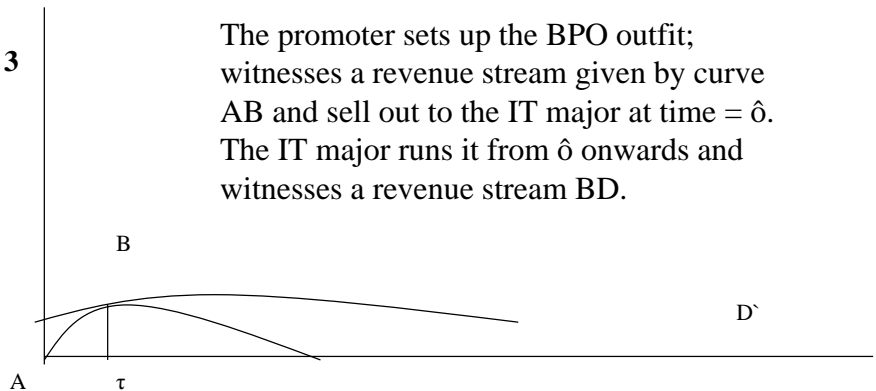 The promoter sets up the BPO outfit;
3
witnesses a revenue stream given by curve
AB and sell out to the IT major at time = ô.
The IT major runs it from ô onwards and
witnesses a revenue stream BD.
B
D`
A τ